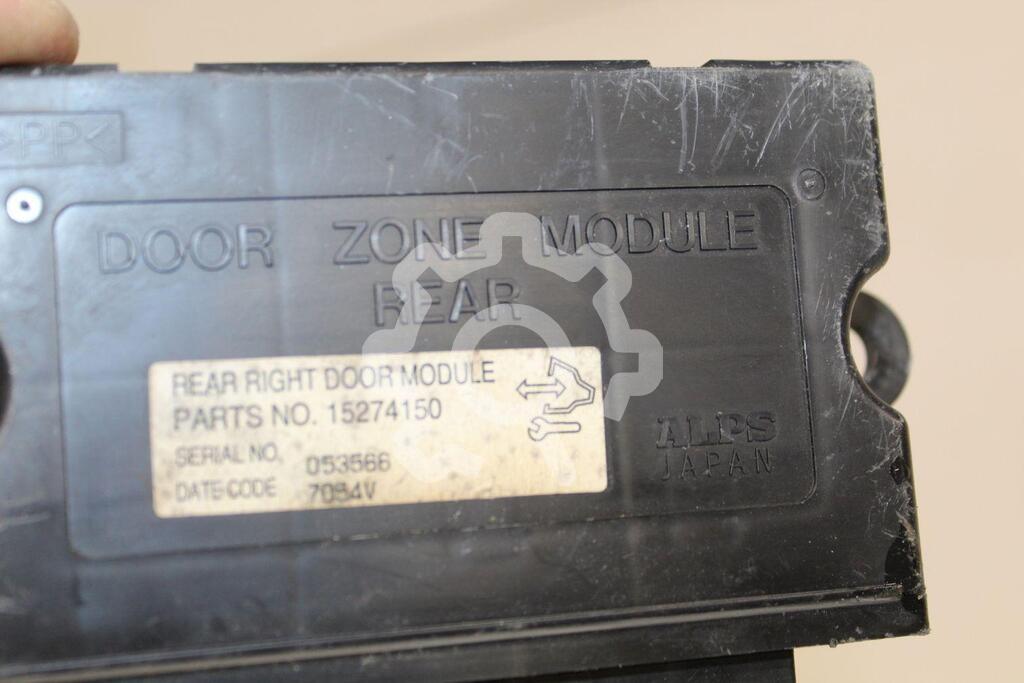 >PP<
DOOR ZONE MODULE
REAR
REAR RIGHT DOOR MODULE
PARTS NO. 15274150
SERIAL NO. 053566
DATE CODE 7054V
ALPS
JAPAN